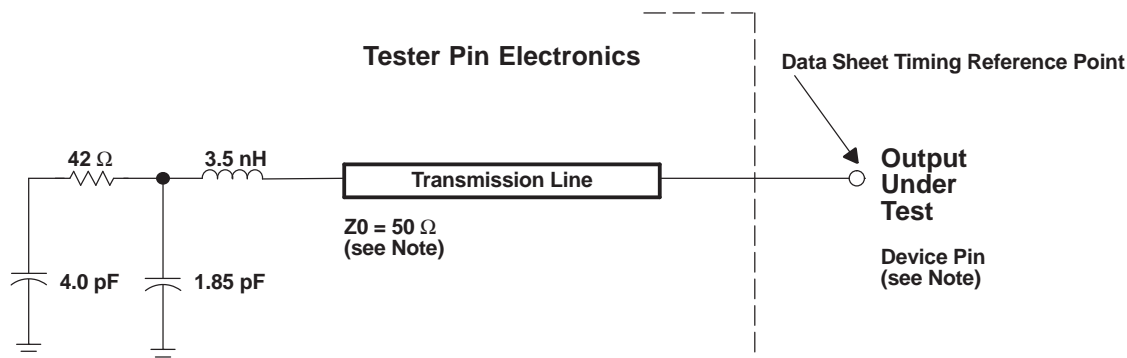 Tester Pin Electronics
Data Sheet Timing Reference Point
42 Ω
3.5 nH
Transmission Line
Output
Under
Test
Z0 = 50 Ω
(see Note)
Device Pin
(see Note)
4.0 pF
1.85 pF